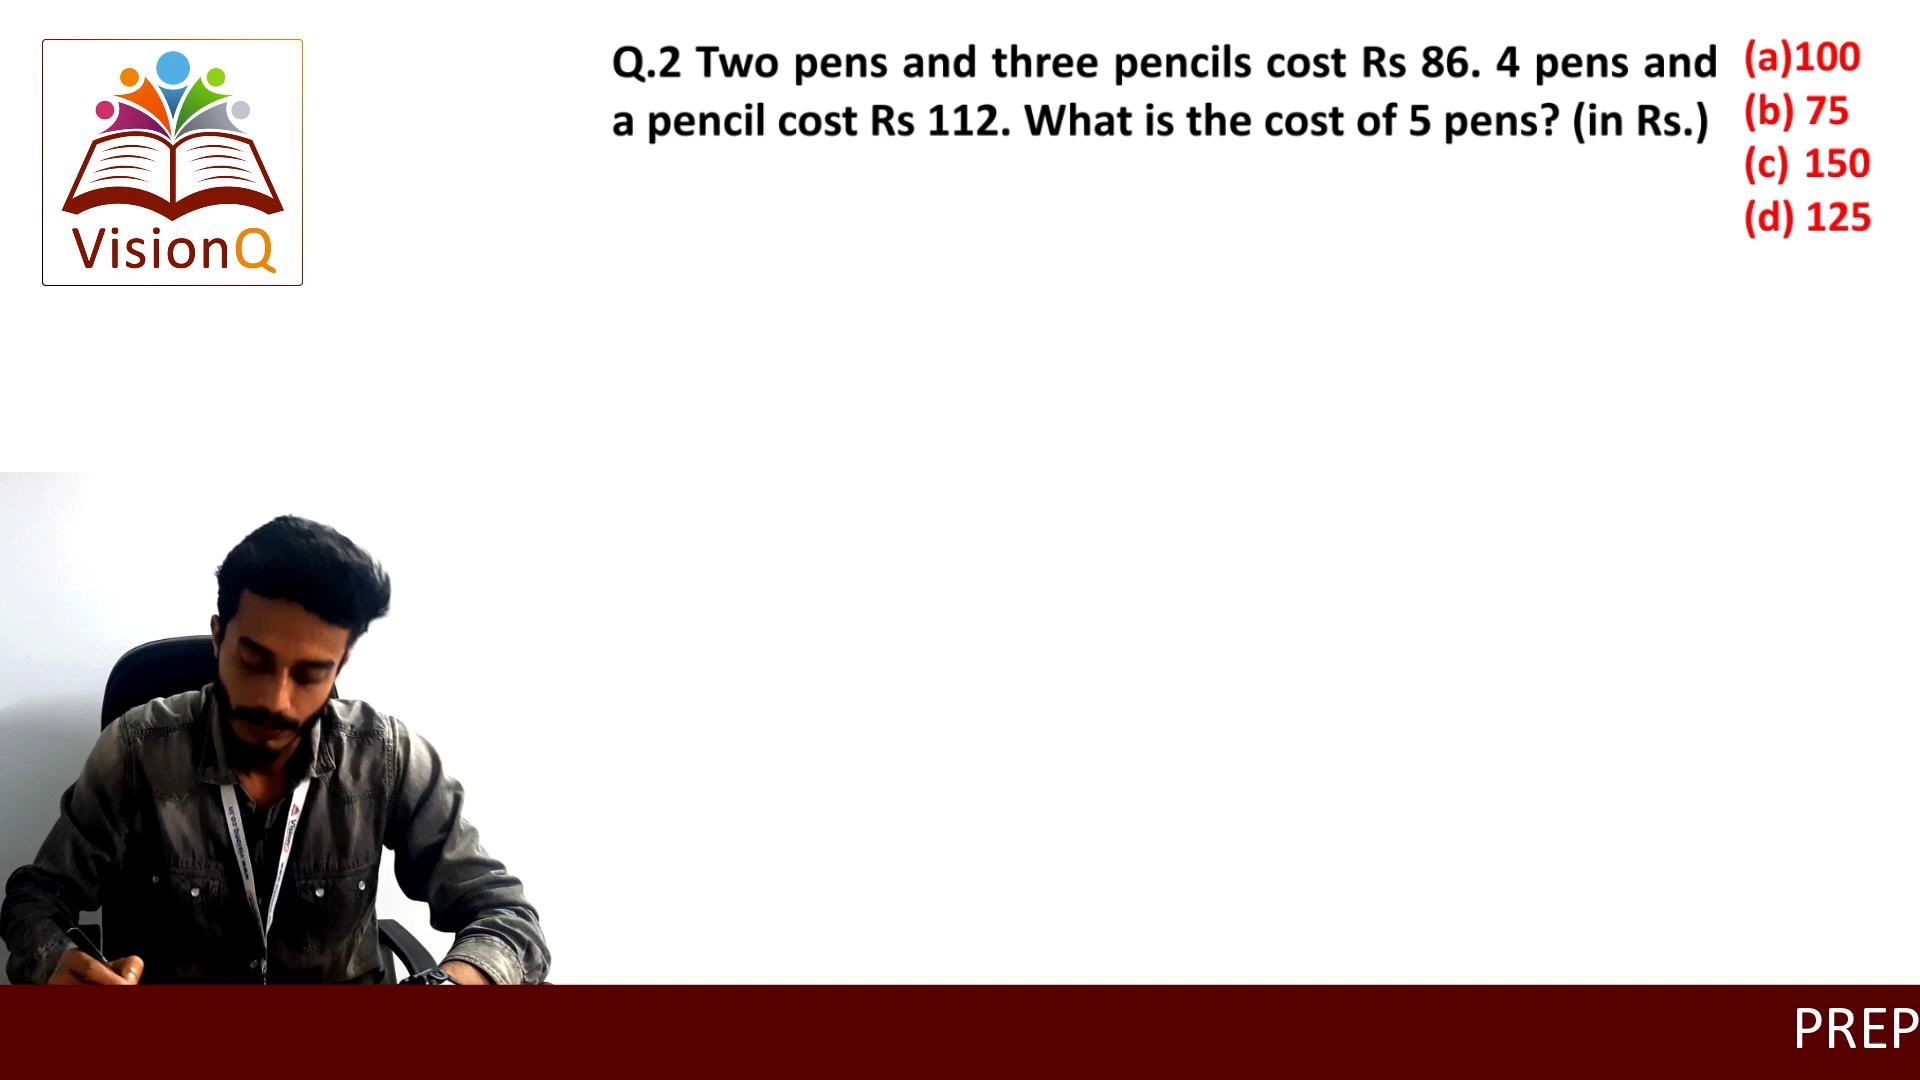 VisionQ
Q.2 Two pens and three pencils cost Rs 86. 4 pens and
a pencil cost Rs 112. What is the cost of 5 pens? (in Rs.)
(a)100
(b) 75
(c) 150
(d) 125
PREP